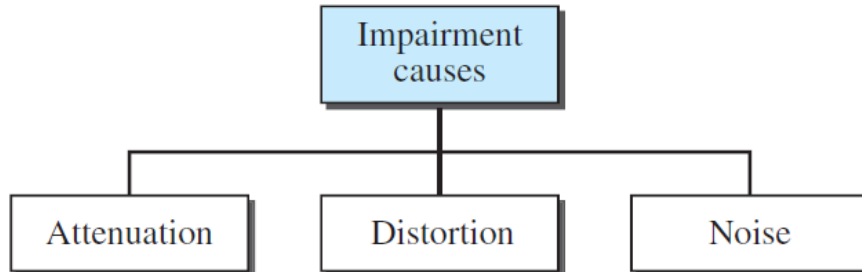 Impairment
causes
Attenuation
Distortion
Noise